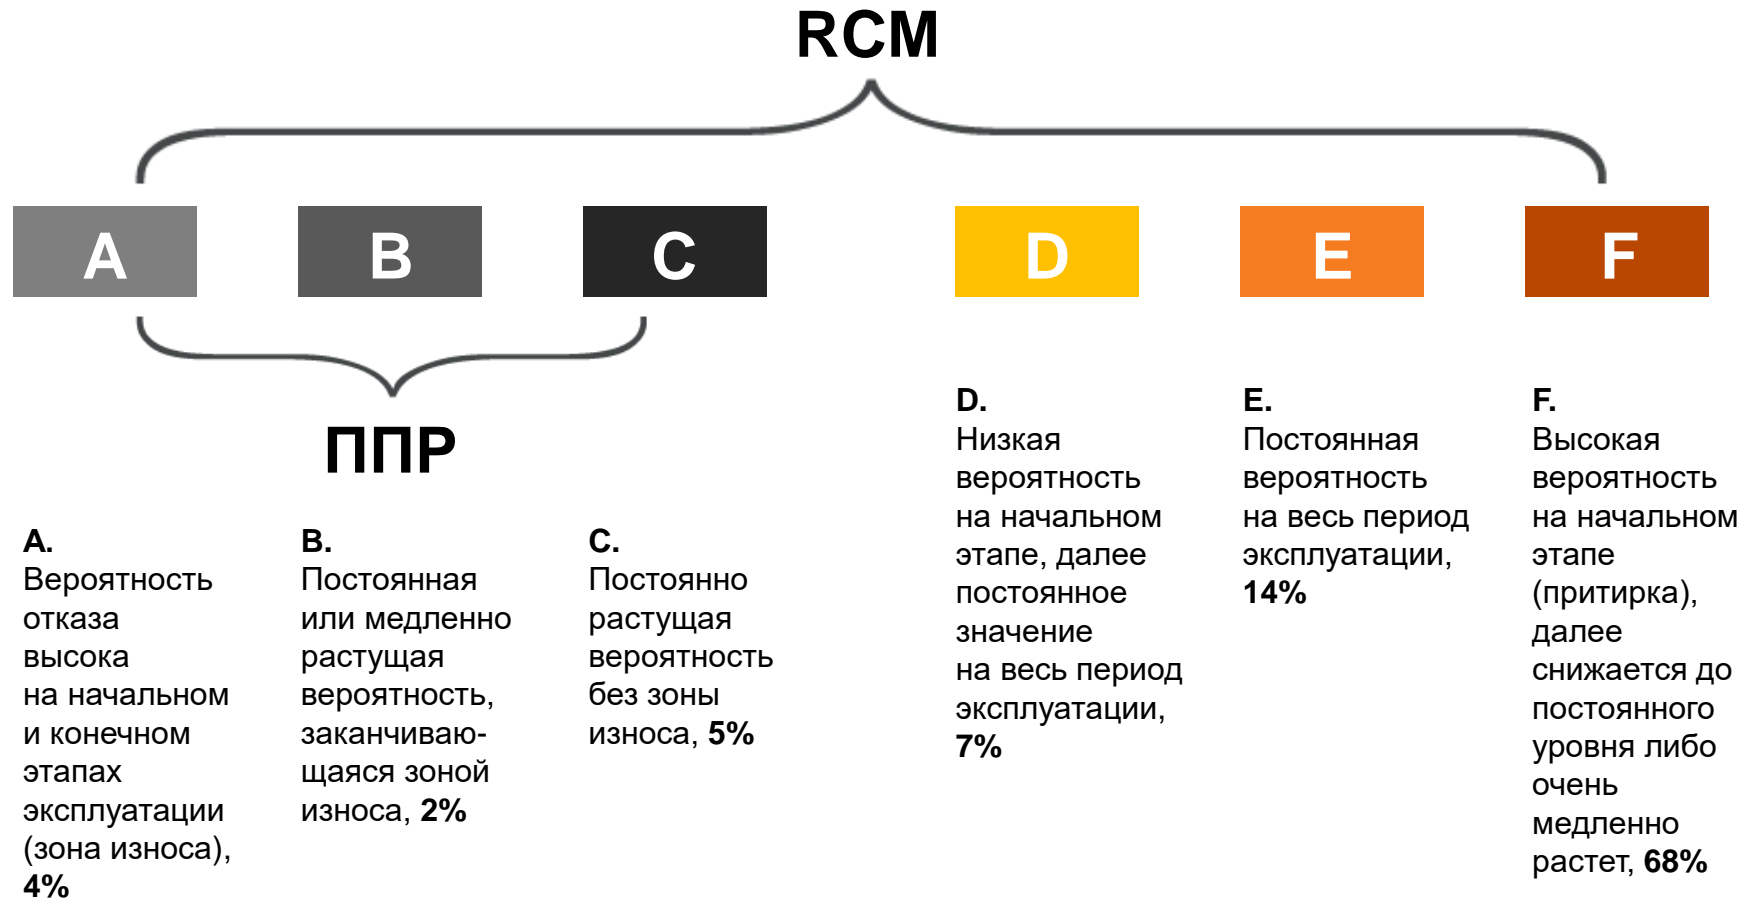 RCM
A
B
C
D
E
F
ППР
A.
Вероятность
отказа
высока
на начальном
и конечном
этапах
эксплуатации
(зона износа),
4%
B.
Постоянная
или медленно
растущая
вероятность,
заканчиваю-
щаяся зоной
износа, 2%
C.
Постоянно
растущая
вероятность
без зоны
износа, 5%
D.
Низкая
вероятность
на начальном
этапе, далее
постоянное
значение
на весь период
эксплуатации,
7%
E.
Постоянная
вероятность
на весь период
эксплуатации,
14%
F.
Высокая
вероятность
на начальном
этапе
(притирка),
далее
снижается до
постоянного
уровня либо
очень
медленно
растет, 68%